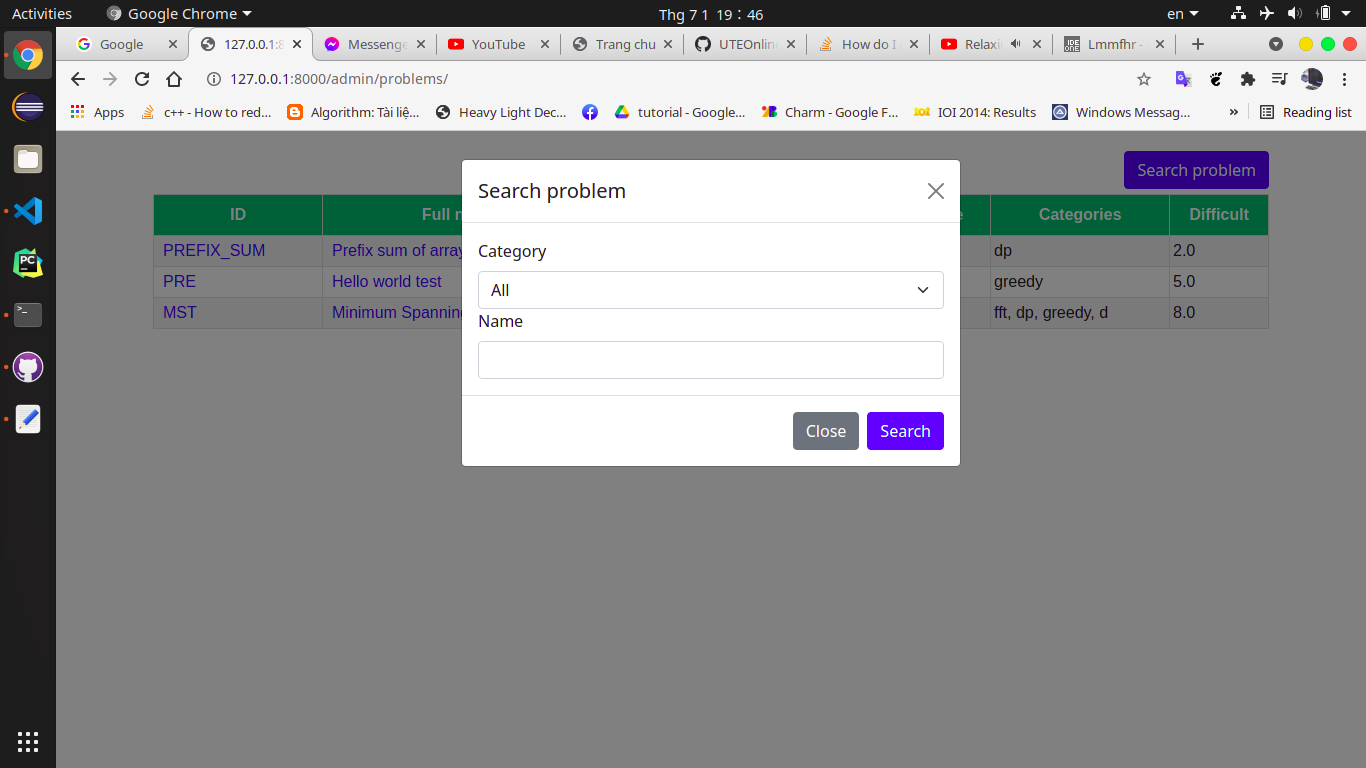 Activities Google Chrome Thg 7 1 19 : 46 en
Google 127.0.0.1:8 Messenge YouTube Trang chu UTEOnlin How do I Relaxi Lmmfhr -
127.0.0.1:8000/admin/problems/
Apps c++ - How to red... Algorithm: Tài liệ... Heavy Light Dec... tutorial - Google... Charm - Google F... IOI 2014: Results Windows Messag... » Reading list
Search problem
Search problem
ID Full n e Categories Difficult
Category
PREFIX_SUM Prefix sum of array dp 2.0
PRE Hello world test greedy 5.0
All
MST Minimum Spanning fft, dp, greedy, d 8.0
Name
Close Search